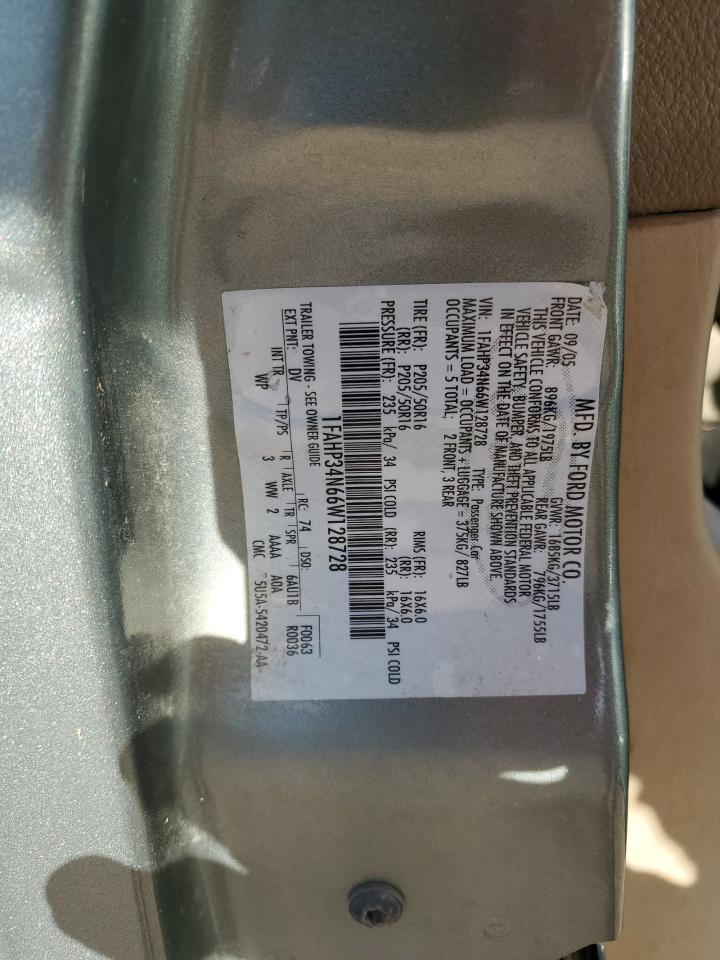 MFD. BY FORD MOTOR CO.
DATE: 09/05 GVWR: 1685KG/3715LB
FRONT GAWR: 896KG/1975LB REAR GAWR: 796KG/1755LB
THIS VEHICLE CONFORMS TO ALL APPLICABLE FEDERAL MOTOR
VEHICLE SAFETY, BUMPER, AND THEFT PREVENTION STANDARDS
IN EFFECT ON THE DATE OF MANUFACTURE SHOWN ABOVE.
VIN: 1FAHP34N66W128728 TYPE: Passenger Car
MAXIMUM LOAD = OCCUPANTS + LUGGAGE = 375KG/ 827LB
OCCUPANTS = 5 TOTAL: 2 FRONT 3 REAR
TIRE (FR): P205/50R16 RIMS (FR): 16X6.0
(RR): P205/50R16 (RR): 16X6.0
PRESSURE (FR): 235 kPa/ 34 PSI COLD (RR): 235 kPa/ 34 PSI COLD
1FAHP34N66W128728
TRAILER TOWING - SEE OWNER GUIDE F0063
EXT PNT: DV RC: 74 DSO: R0036
INT TR TP/PS R AXLE TR SPR 6AU1B
WP 3 WW 2 AAAA AOA
CMC 5U5A-5420472-AA